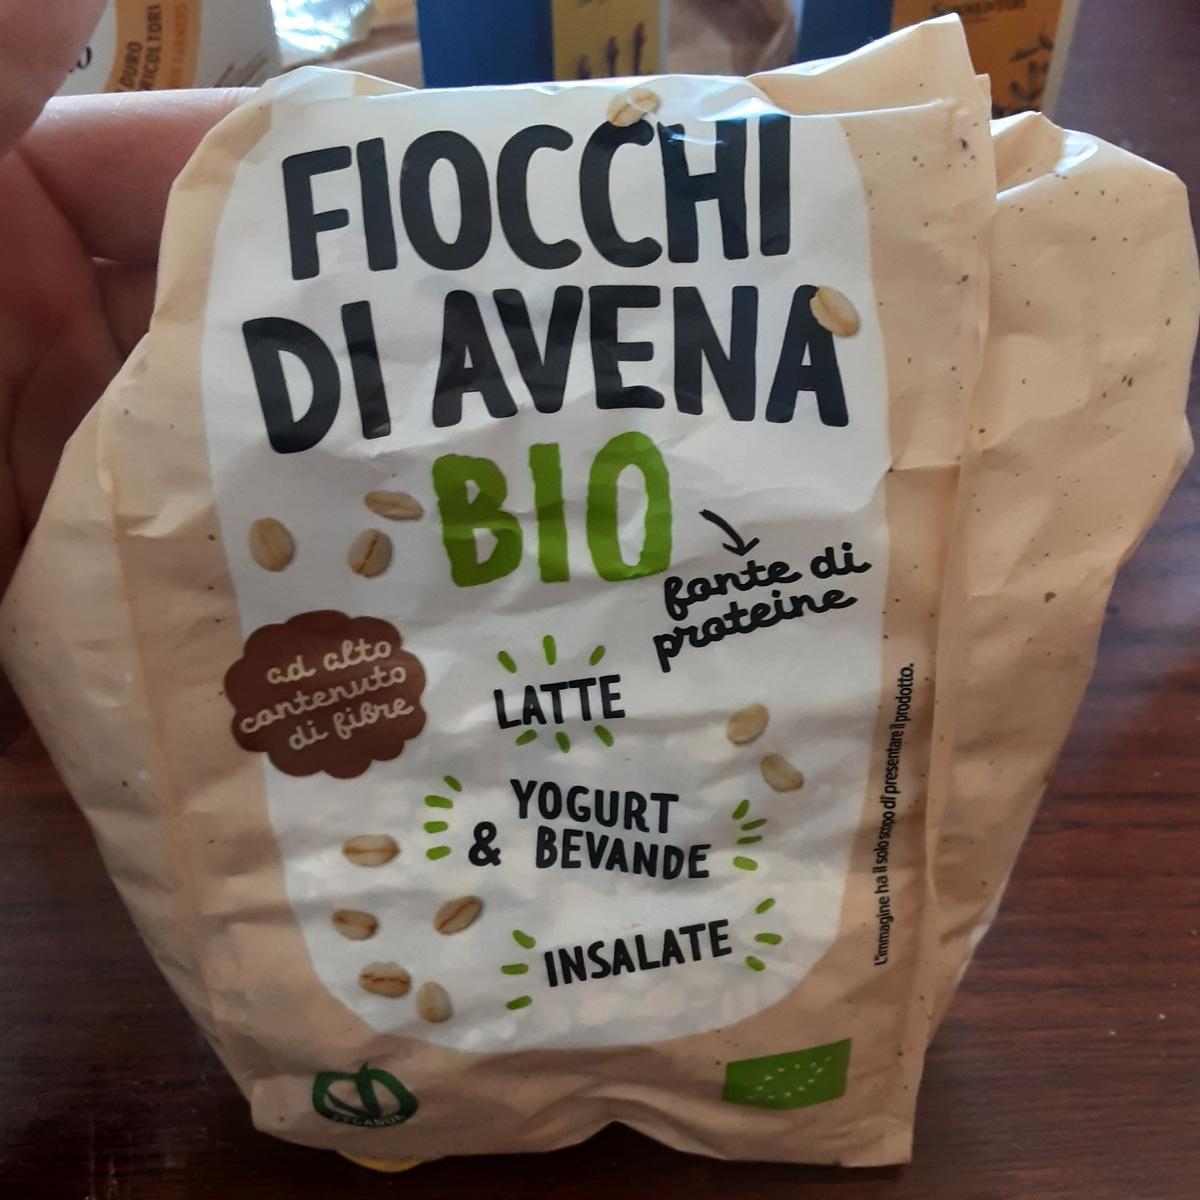 FIOCCHI
DI AVENA
BIO
fonte di
proteine
ad alto
contenuto
di fibre
LATTE
YOGURT
& BEVANDE
INSALATE
L'immagine ha il solo scopo di presentare il prodotto.
DURO